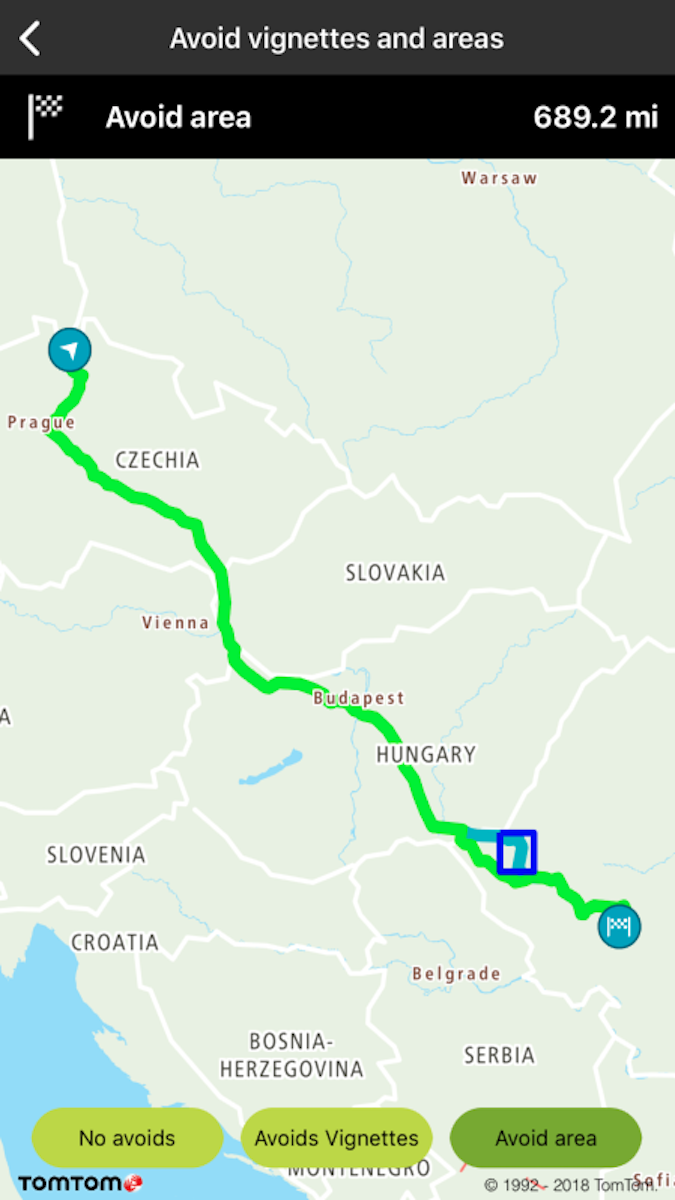 Avoid vignettes and areas
Avoid area 689.2 mi
Warsaw
Prague
CZECHIA
SLOVAKIA
Vienna
Budapest
A
HUNGARY
SLOVENIA
CROATIA
Belgrade
BOSNIA-
HERZEGOVINA
SERBIA
No avoids
Avoids Vignettes
Avoid area
MONTENEGRO
TOMTOM
© 1992 - 2018 TomTom.
Sofi